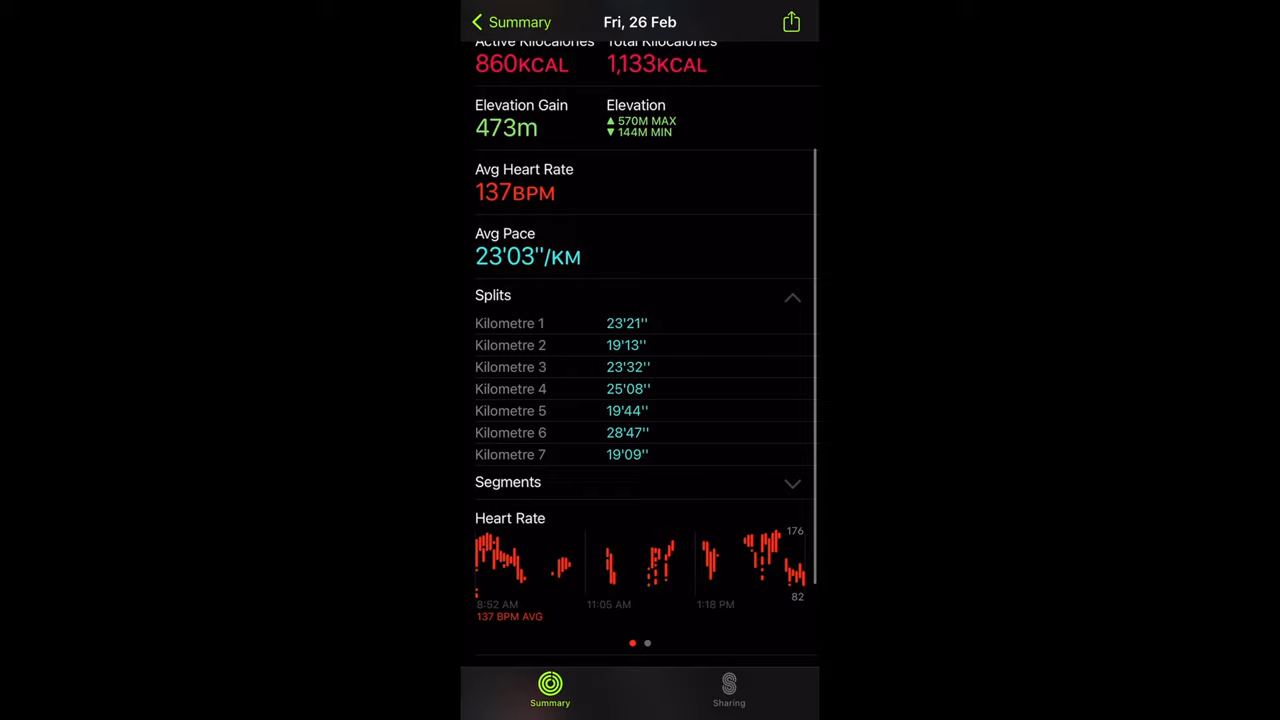 Summary Fri, 26 Feb
Active Kilocalories Total Kilocalories
860KCAL 1,133KCAL
Elevation Gain Elevation
473m ▲ 570M MAX
▼ 144M MIN
Avg Heart Rate
137BPM
Avg Pace
23'03''/KM
Splits
Kilometre 1 23'21''
Kilometre 2 19'13''
Kilometre 3 23'32''
Kilometre 4 25'08''
Kilometre 5 19'44''
Kilometre 6 28'47''
Kilometre 7 19'09''
Segments
Heart Rate
176
82
8:52 AM 11:05 AM 1:18 PM
137 BPM AVG
Summary Sharing